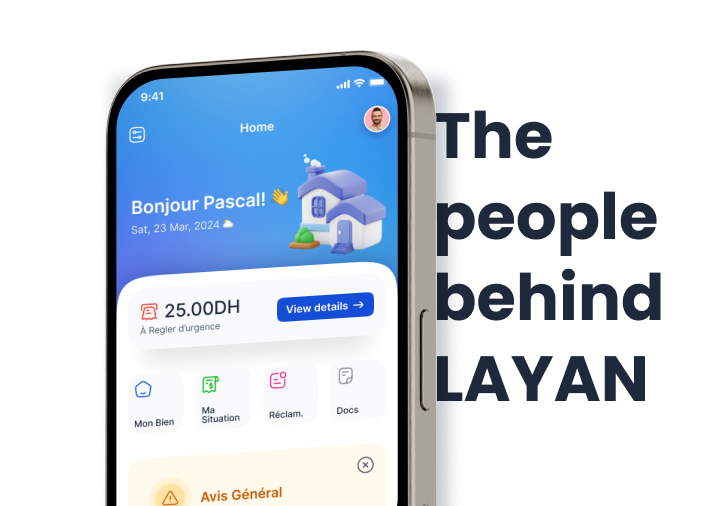 9:41
Home
Bonjour Pascal! 👋
Sat, 23 Mar, 2024 🌥️
25.00DH
À Regler d'urgence
View details →
Mon Bien
Ma
Situation
Réclam.
Docs
Avis Général
The
people
behind
LAYAN